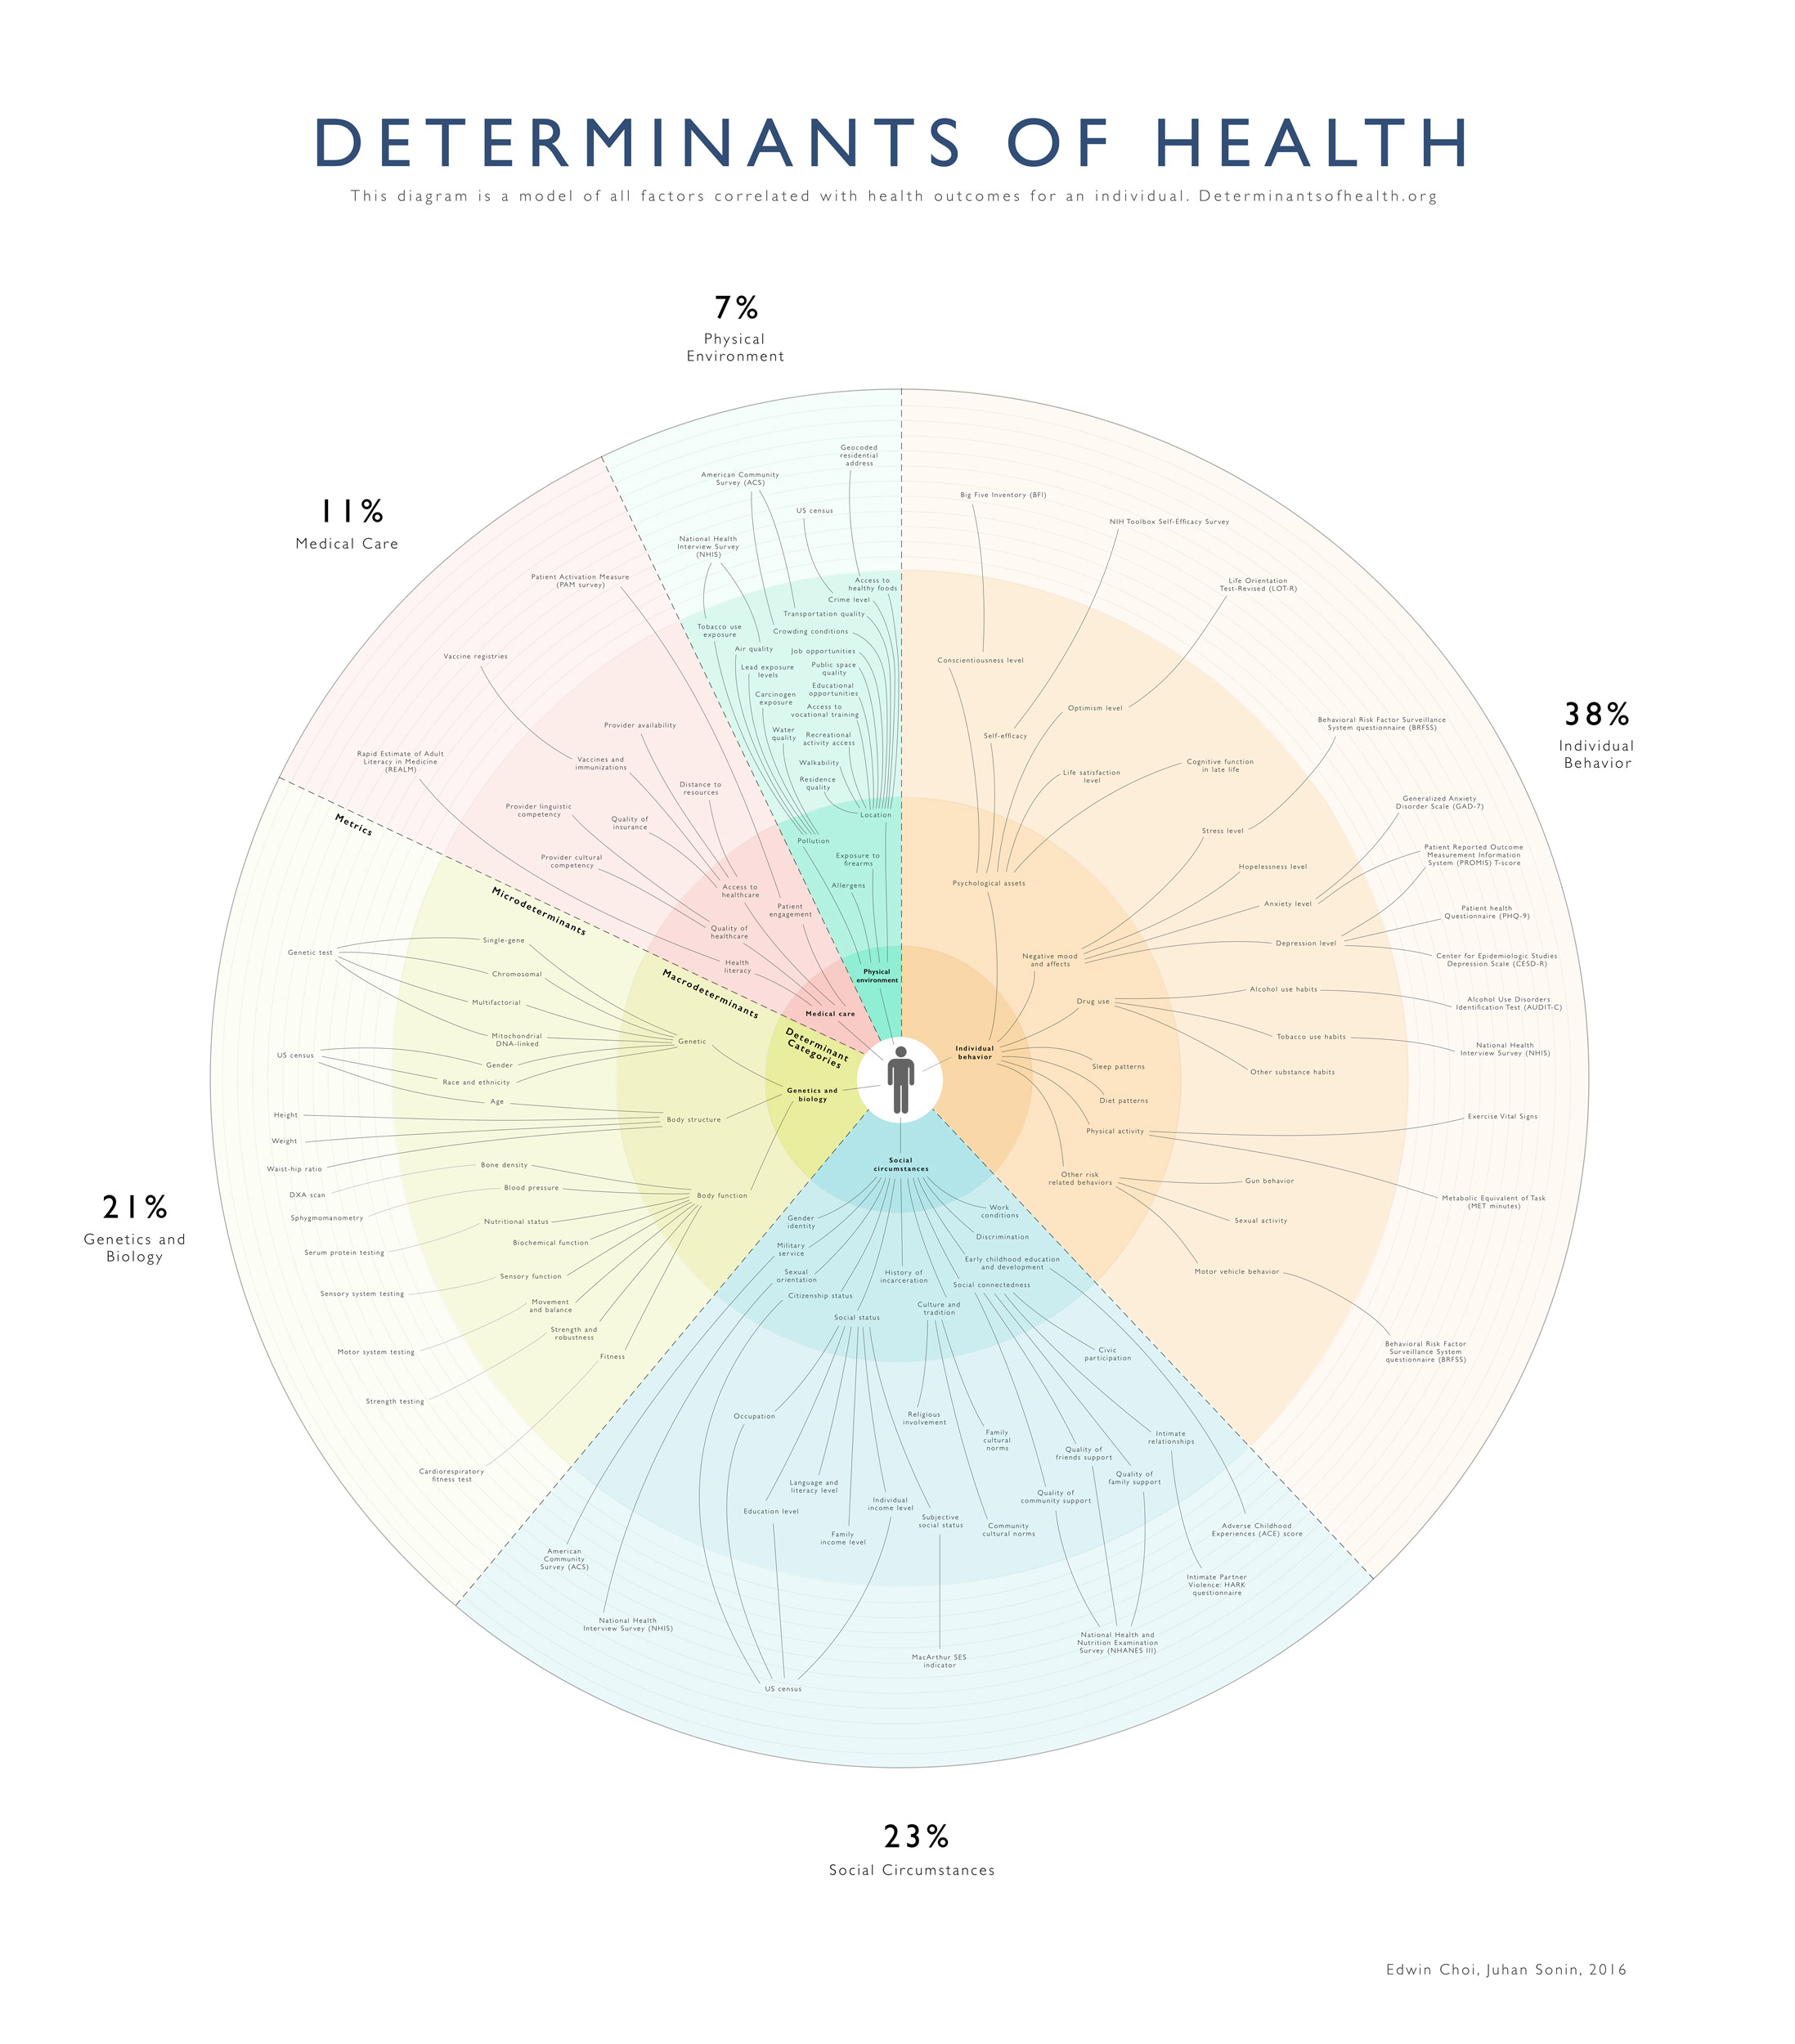 DETERMINANTS OF HEALTH
This diagram is a model of all factors correlated with health outcomes for an individual. Determinantsofhealth.org
7%
Physical
Environment
11%
Medical Care
38%
Individual
Behavior
21%
Genetics and
Biology
23%
Social Circumstances
Metrics
Microdeterminants
Macrodeterminants
Determinant
Categories
Physical
environment
Location
Access to
healthy foods
Geocoded
residential
address
Crime level
US census
Transportation quality
Crowding conditions
American Community
Survey (ACS)
Job opportunities
Public space
quality
Educational
opportunities
Access to
vocational training
Recreational
activity access
Walkability
Residence
quality
Pollution
Tobacco use
exposure
Air quality
National Health
Interview Survey
(NHIS)
Lead exposure
levels
Carcinogen
exposure
Water
quality
Exposure to
firearms
Allergens
Individual
behavior
Psychological assets
Conscientiousness level
Big Five Inventory (BFI)
Self-efficacy
NIH Toolbox Self-Efficacy Survey
Optimism level
Life Orientation
Test-Revised (LOT-R)
Life satisfaction
level
Cognitive function
in late life
Negative mood
and affects
Stress level
Behavioral Risk Factor Surveillance
System questionnaire (BRFSS)
Hopelessness level
Anxiety level
Generalized Anxiety
Disorder Scale (GAD-7)
Patient Reported Outcome
Measurement Information
System (PROMIS) T-score
Depression level
Patient health
Questionnaire (PHQ-9)
Center for Epidemiologic Studies
Depression Scale (CESD-R)
Drug use
Alcohol use habits
Alcohol Use Disorders
Identification Test (AUDIT-C)
Tobacco use habits
National Health
Interview Survey (NHIS)
Other substance habits
Sleep patterns
Diet patterns
Physical activity
Exercise Vital Signs
Metabolic Equivalent of Task
(MET minutes)
Other risk
related behaviors
Gun behavior
Sexual activity
Motor vehicle behavior
Behavioral Risk Factor
Surveillance System
questionnaire (BRFSS)
Social
circumstances
Work
conditions
Discrimination
Early childhood education
and development
Adverse Childhood
Experiences (ACE) score
Social connectedness
Civic
participation
Intimate
relationships
Intimate Partner
Violence: HARK
questionnaire
Quality of
family support
Quality of
friends support
Quality of
community support
National Health and
Nutrition Examination
Survey (NHANES III)
Culture and
tradition
Religious
involvement
Family
cultural
norms
Community
cultural norms
History of
incarceration
Social status
Occupation
Education level
Language and
literacy level
Family
income level
Individual
income level
Subjective
social status
MacArthur SES
indicator
US census
Citizenship status
Sexual
orientation
National Health
Interview Survey (NHIS)
Military
service
American
Community
Survey (ACS)
Gender
identity
Genetics and
biology
Genetic
Single-gene
Chromosomal
Multifactorial
Mitochondrial
DNA-linked
Genetic test
Gender
Race and ethnicity
US census
Body structure
Age
Height
Weight
Waist-hip ratio
Body function
Bone density
DXA scan
Blood pressure
Sphygmomanometry
Nutritional status
Serum protein testing
Biochemical function
Sensory function
Sensory system testing
Movement
and balance
Motor system testing
Strength and
robustness
Strength testing
Fitness
Cardiorespiratory
fitness test
Medical care
Patient
engagement
Patient Activation Measure
(PAM survey)
Access to
healthcare
Provider availability
Vaccines and
immunizations
Vaccine registries
Distance to
resources
Quality of
insurance
Quality of
healthcare
Provider linguistic
competency
Provider cultural
competency
Health
literacy
Rapid Estimate of Adult
Literacy in Medicine
(REALM)
Edwin Choi, Juhan Sonin, 2016